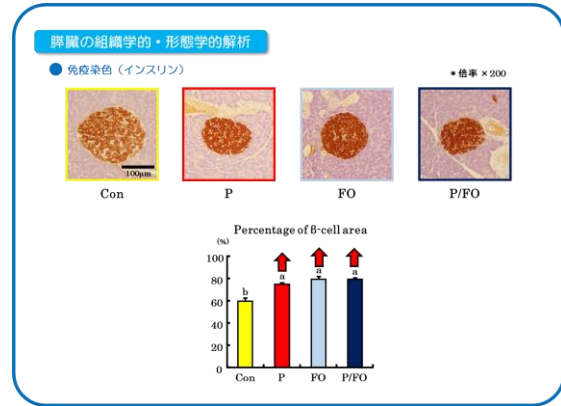 膵臓の組織学的・形態学的解析
● 免疫染色（インスリン）
＊倍率 ×200
100μm
Con P FO P/FO
Percentage of β-cell area
(%)
100
80
60
40
20
0
b a a a
Con P FO P/FO